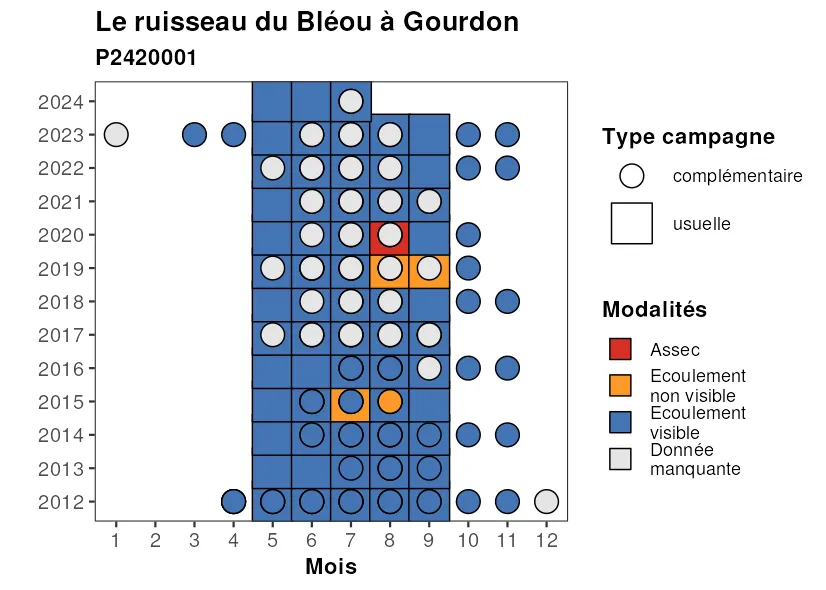 Le ruisseau du Bléou à Gourdon
P2420001
2024
2023
2022
2021
2020
2019
2018
2017
2016
2015
2014
2013
2012
1 2 3 4 5 6 7 8 9 10 11 12
Mois
Type campagne
complémentaire
usuelle
Modalités
Assec
Ecoulement
non visible
Ecoulement
visible
Donnée
manquante